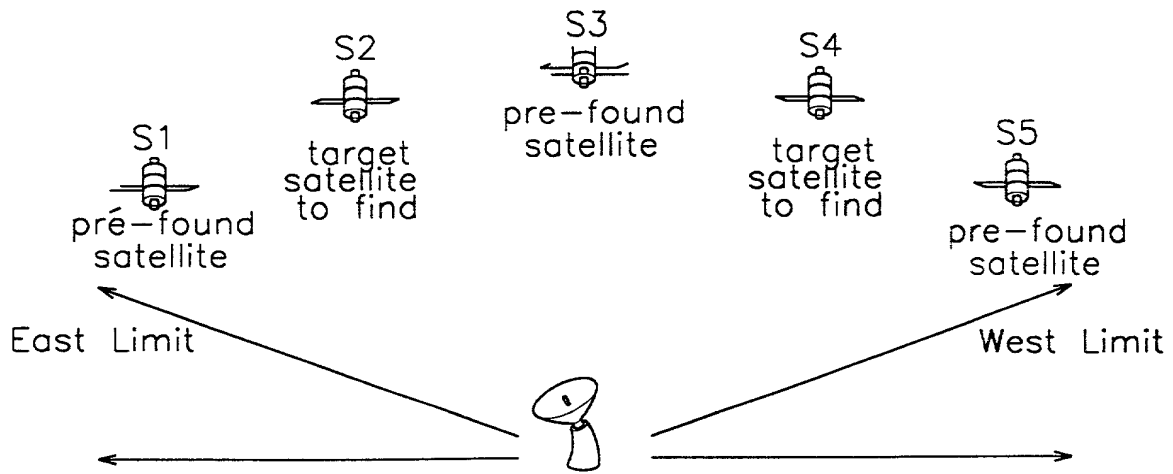 S1
pré-found
satellite
S2
target
satellite
to find
S3
pre-found
satellite
S4
target
satellite
to find
S5
pre-found
satellite
East Limit
West Limit